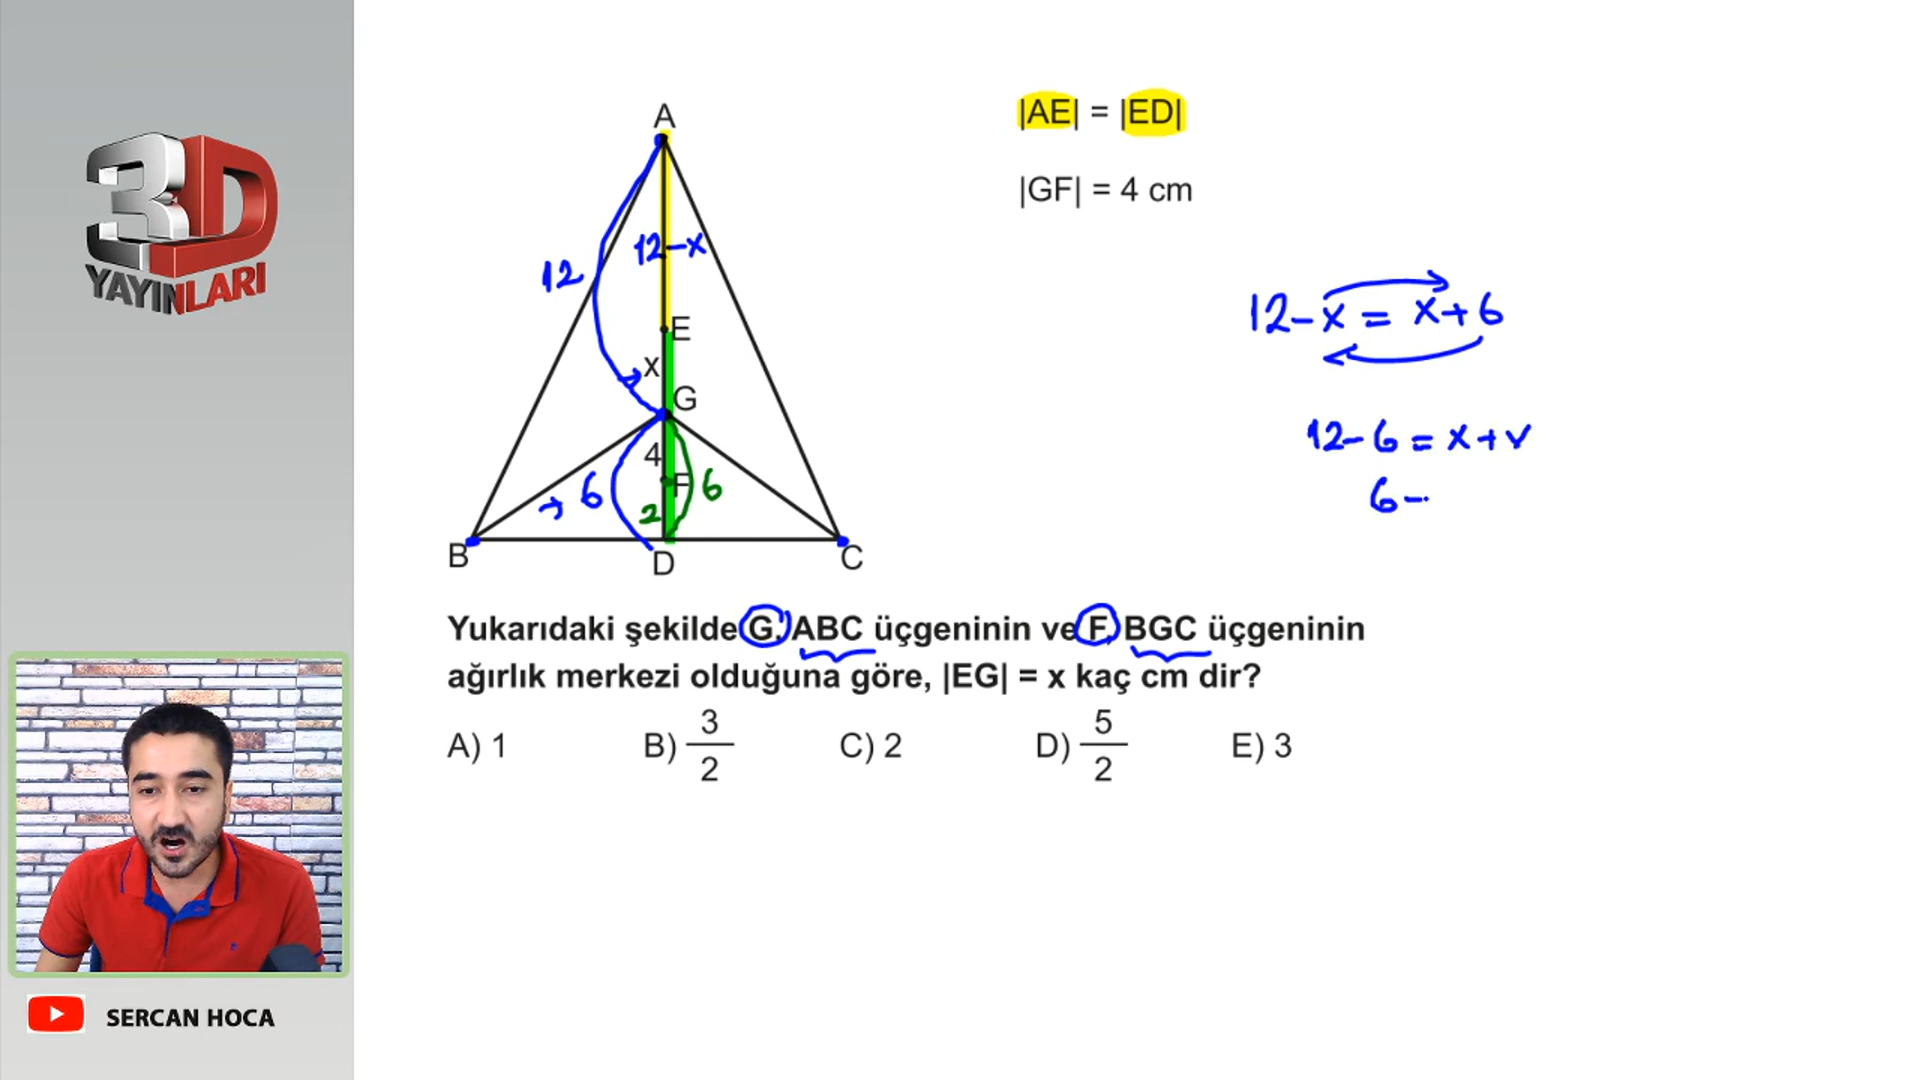 3D
YAYINLARI
A
12
12-x
E
x
G
4
6
F
6
2
B
D
C
|AE| = |ED|
|GF| = 4 cm
12-x = x+6
12-6 = x+
6-
Yukarıdaki şekilde G, ABC üçgeninin ve F, BGC üçgeninin
ağırlık merkezi olduğuna göre, |EG| = x kaç cm dir?
A) 1 B) 3/2 C) 2 D) 5/2 E) 3
SERCAN HOCA